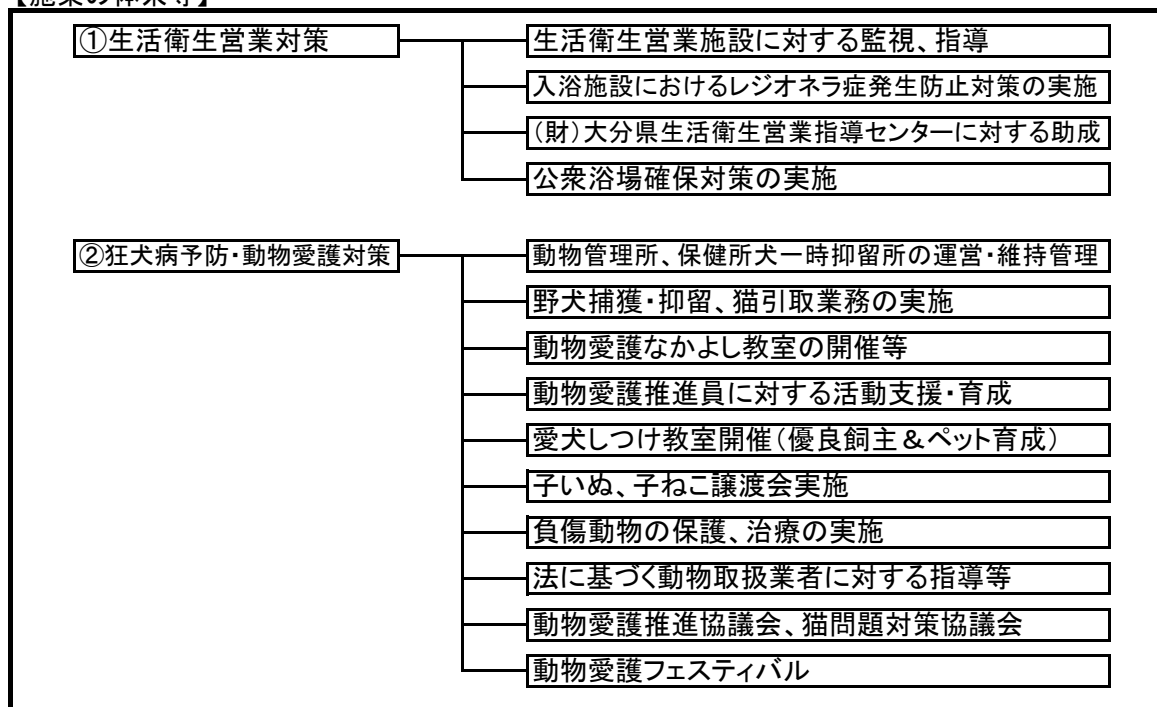 【施策の体系等】
①生活衛生営業対策
生活衛生営業施設に対する監視、指導
入浴施設におけるレジオネラ症発生防止対策の実施
(財)大分県生活衛生営業指導センターに対する助成
公衆浴場確保対策の実施
②狂犬病予防・動物愛護対策
動物管理所、保健所犬一時抑留所の運営・維持管理
野犬捕獲・抑留、猫引取業務の実施
動物愛護なかよし教室の開催等
動物愛護推進員に対する活動支援・育成
愛犬しつけ教室開催(優良飼主&ペット育成)
子いぬ、子ねこ譲渡会実施
負傷動物の保護、治療の実施
法に基づく動物取扱業者に対する指導等
動物愛護推進協議会、猫問題対策協議会
動物愛護フェスティバル